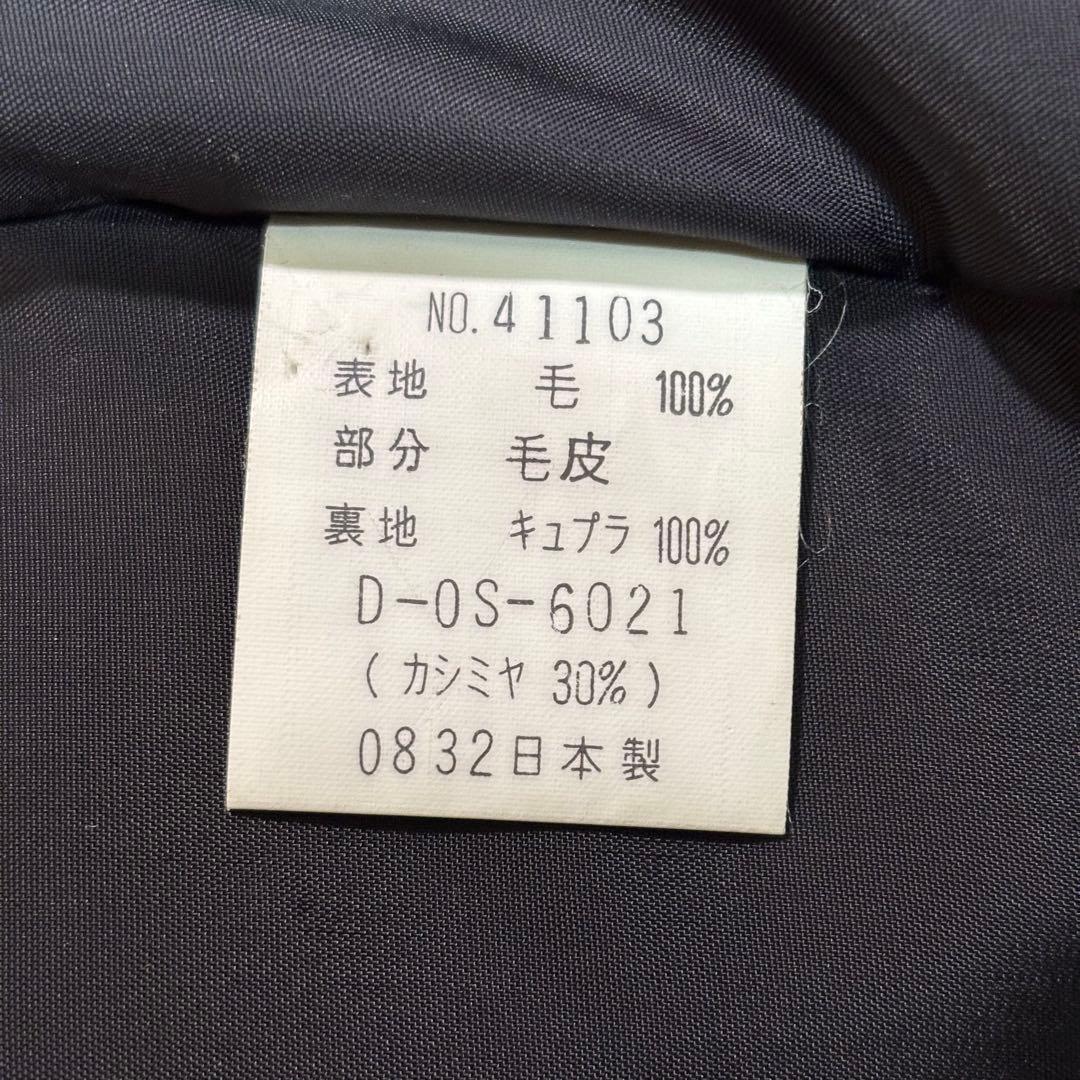 NO.41103
表地 毛 100%
部分 毛皮
裏地 キュプラ 100%
D-OS-6021
(カシミヤ 30%)
0832日本製